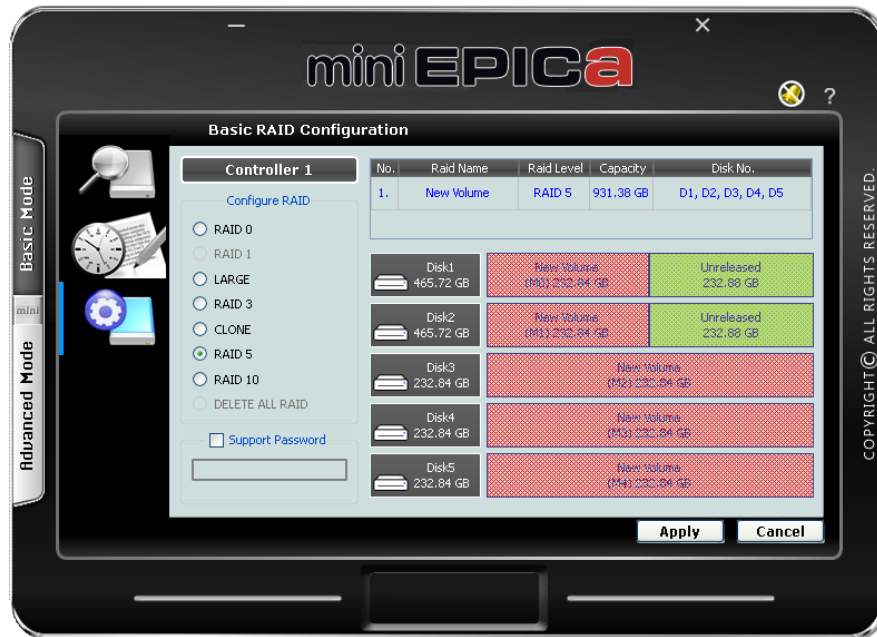 mini EPICa
?
Basic RAID Configuration
Basic Mode
mini
Advanced Mode
Controller 1
Configure RAID
RAID 0
RAID 1
LARGE
RAID 3
CLONE
RAID 5
RAID 10
DELETE ALL RAID
Support Password
No. Raid Name Raid Level Capacity Disk No.
1. New Volume RAID 5 931.38 GB D1, D2, D3, D4, D5
Disk1 New Volume Unreleased
465.72 GB (M0) 232.84 GB 232.88 GB
Disk2 New Volume Unreleased
465.72 GB (M1) 232.84 GB 232.88 GB
Disk3 New Volume
232.84 GB (M2) 232.84 GB
Disk4 New Volume
232.84 GB (M3) 232.84 GB
Disk5 New Volume
232.84 GB (M4) 232.84 GB
Apply Cancel
COPYRIGHT© ALL RIGHTS RESERVED.